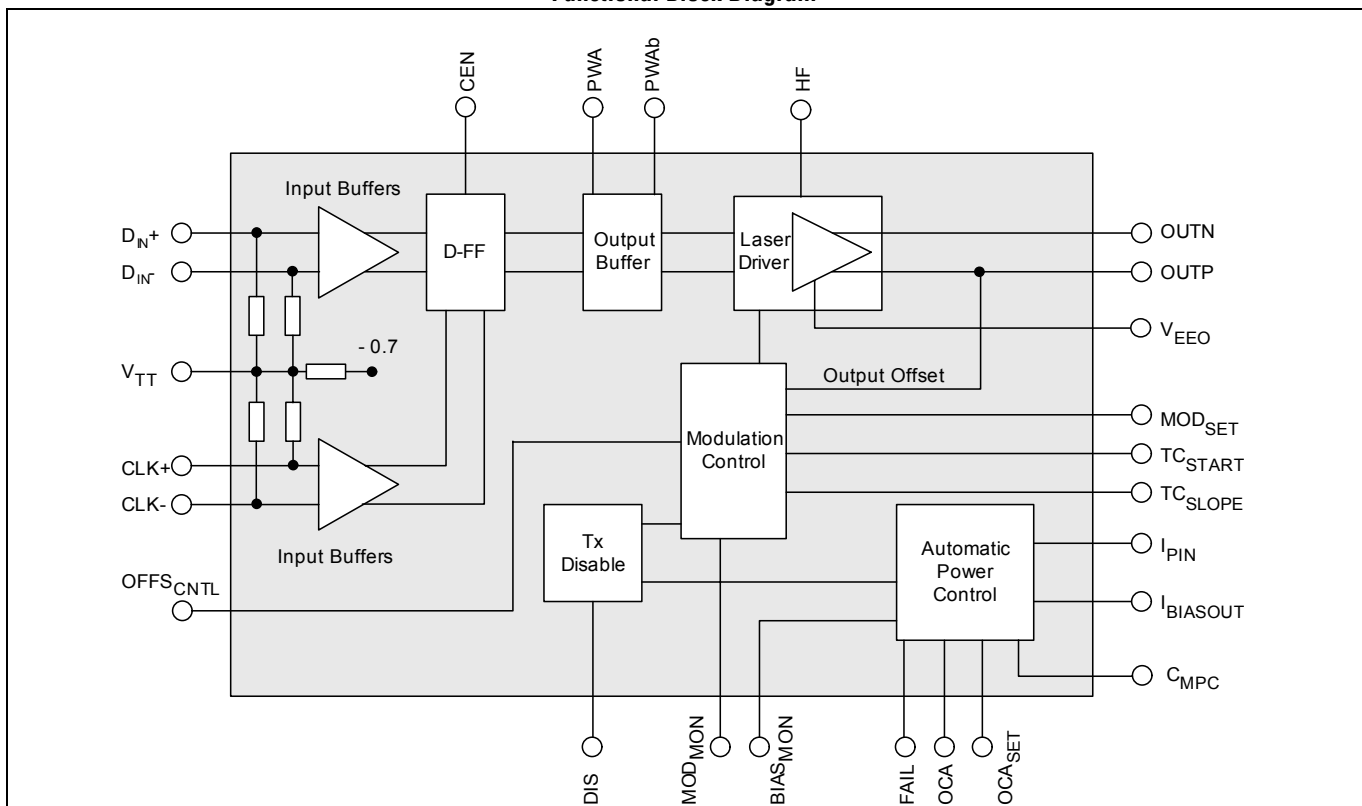 Functional Block Diagram
CEN
PWA
PWAb
HF
Input Buffers
DIN+
DIN-
D-FF
Output
Buffer
Laser
Driver
OUTN
OUTP
VEEO
- 0.7
VTT
Output Offset
Modulation
Control
MODSET
TCSTART
TCSLOPE
CLK+
CLK-
Input Buffers
Tx
Disable
Automatic
Power
Control
IPIN
IBIASOUT
CMPC
OFFSCNTL
DIS
MODMON
BIASMON
FAIL
OCA
OCASET